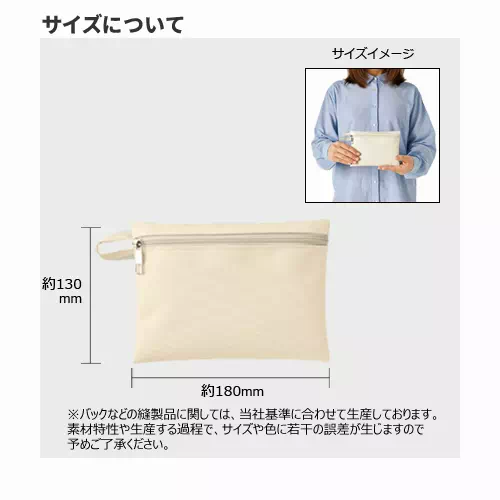 サイズについて
サイズイメージ
約130
mm
約180mm
※バックなどの縫製品に関しては、当社基準に合わせて生産しております。
素材特性や生産する過程で、サイズや色に若干の誤差が生じますので
予めご了承ください。